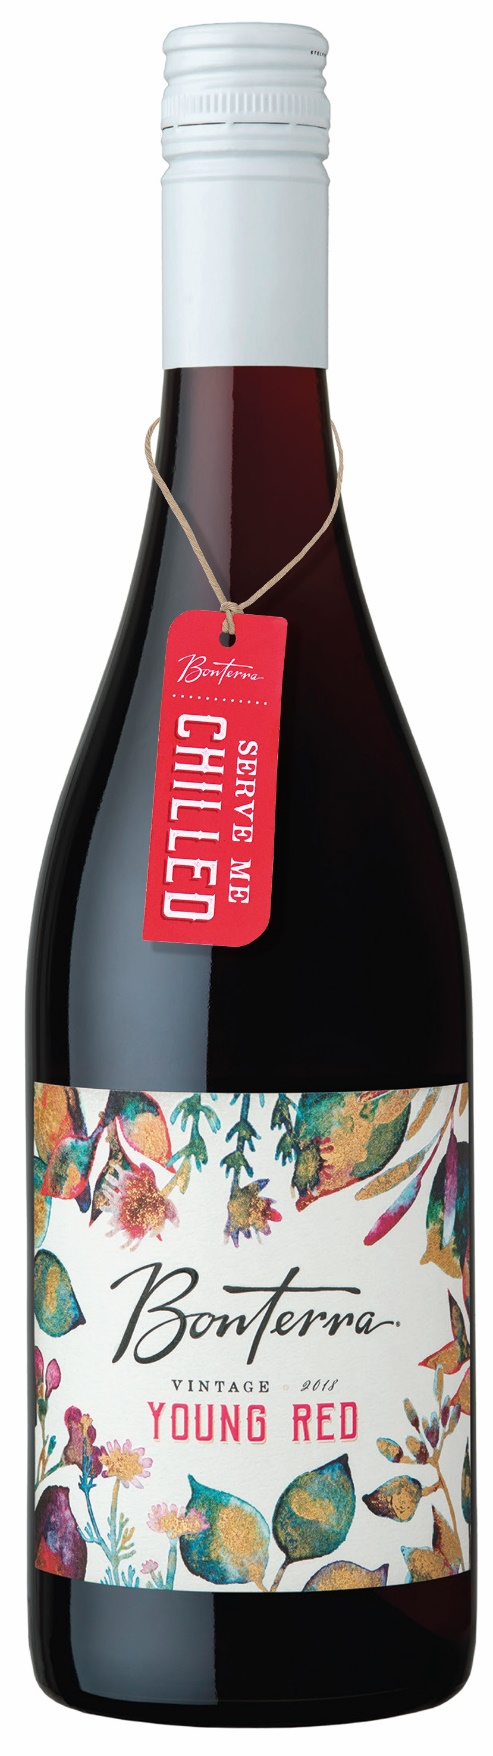 Bonterra
SERVE ME
CHILLED
Bonterra
VINTAGE 2018
YOUNG RED